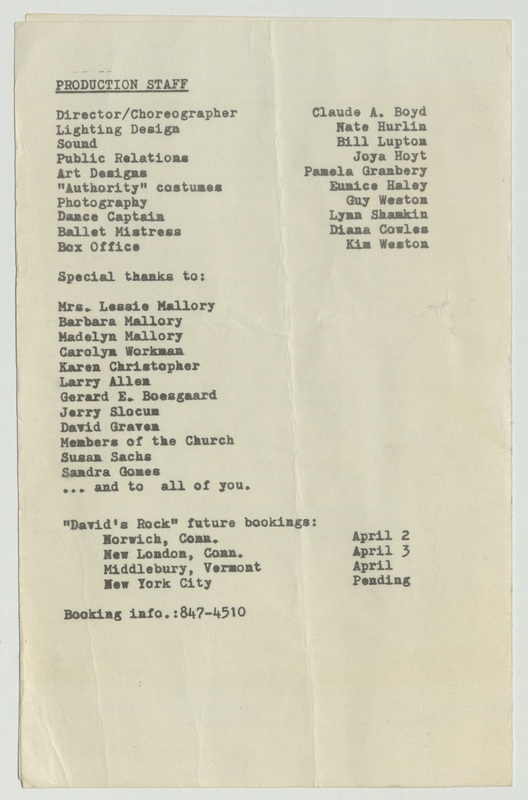 PRODUCTION STAFF
Director/Choreographer Claude A. Boyd
Lighting Design Nate Hurlin
Sound Bill Lupton
Public Relations Joya Hoyt
Art Designs Pamela Granbery
"Authority" costumes Eunice Haley
Photography Guy Weston
Dance Captain Lynn Shamkin
Ballet Mistress Diana Cowles
Box Office Kim Weston
Special thanks to:
Mrs. Lessie Mallory
Barbara Mallory
Madelyn Mallory
Carolyn Workman
Karen Christopher
Larry Allen
Gerard E. Boesgaard
Jerry Slocum
David Graven
Members of the Church
Susan Sachs
Sandra Gomes
... and to all of you.
"David's Rock" future bookings:
Norwich, Conn. April 2
New London, Conn. April 3
Middlebury, Vermont April
New York City Pending
Booking info.:847-4510